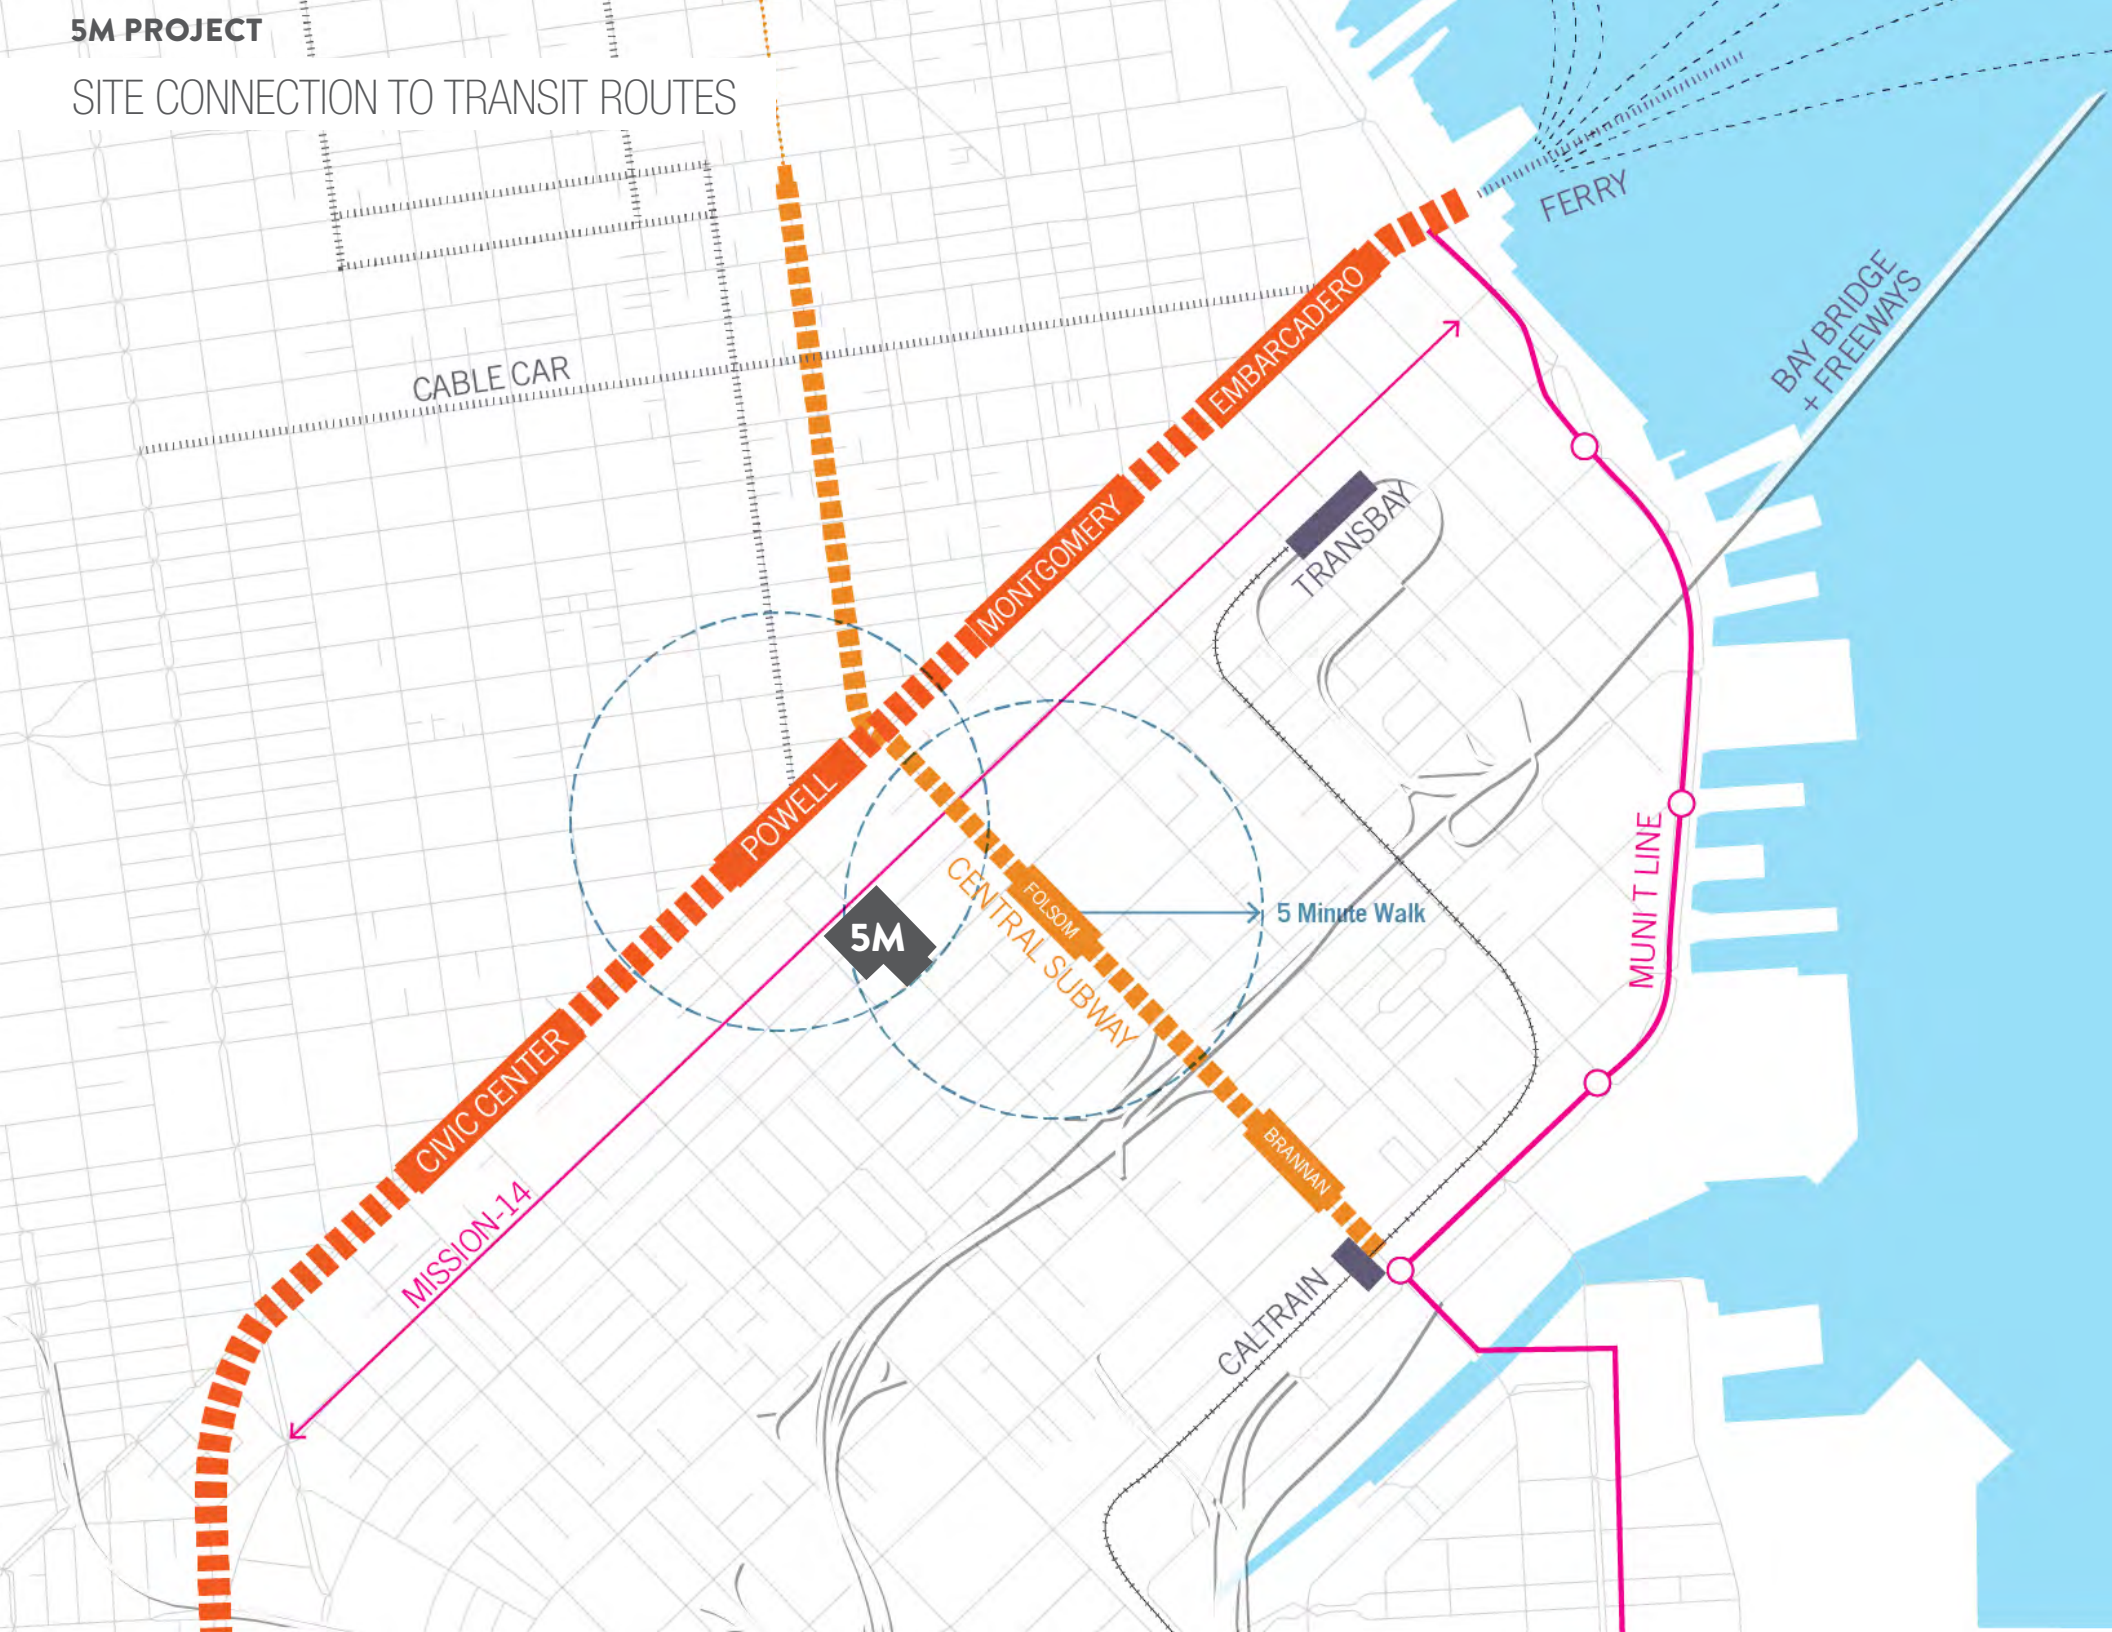 5M PROJECT
SITE CONNECTION TO TRANSIT ROUTES
FERRY
BAY BRIDGE
+ FREEWAYS
EMBARCADERO
CABLE CAR
MONTGOMERY
TRANSBAY
POWELL
MUNI T LINE
5M
FOLSOM
5 Minute Walk
CENTRAL SUBWAY
CIVIC CENTER
BRANNAN
MISSION-14
CALTRAIN